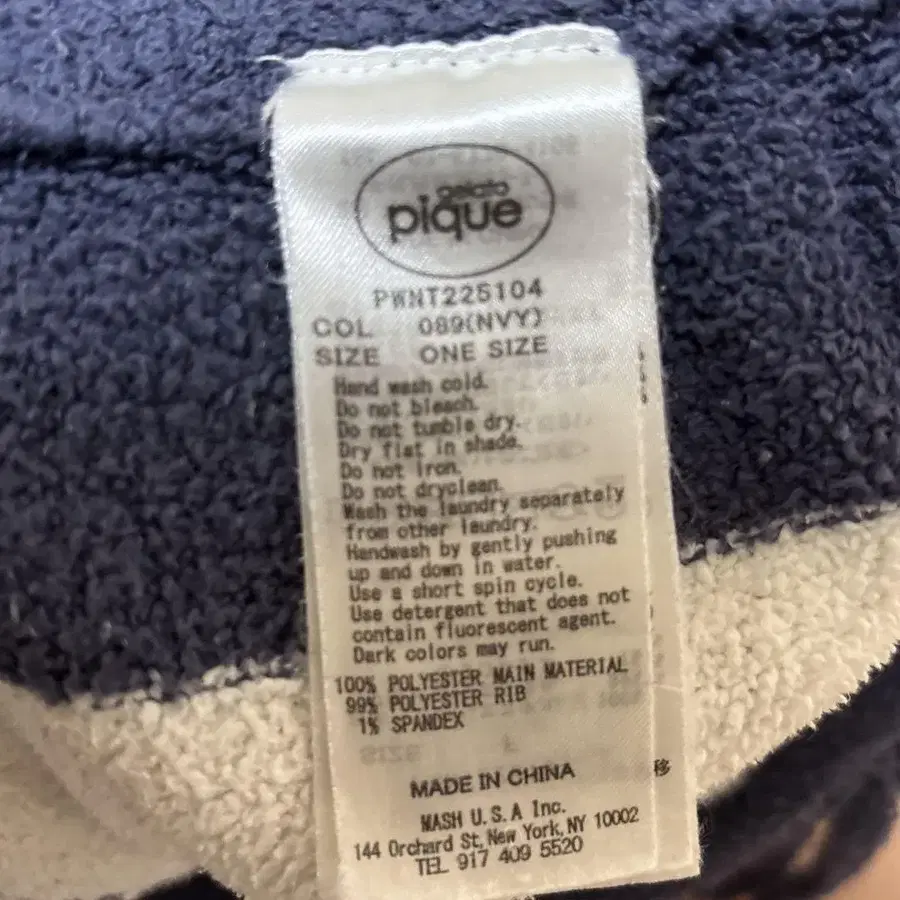 gelato
pique
PWNT225104
COL 089(NVY)
SIZE ONE SIZE
Hand wash cold.
Do not bleach.
Do not tumble dry.
Dry flat in shade.
Do not iron.
Do not dryclean.
Wash the laundry separately
from other laundry.
Handwash by gently pushing
up and down in water.
Use a short spin cycle.
Use detergent that does not
contain fluorescent agent.
Dark colors may run.
100% POLYESTER MAIN MATERIAL
99% POLYESTER RIB
1% SPANDEX
MADE IN CHINA
移
MASH U.S.A Inc.
144 Orchard St, New York, NY 10002
TEL 917 409 5520